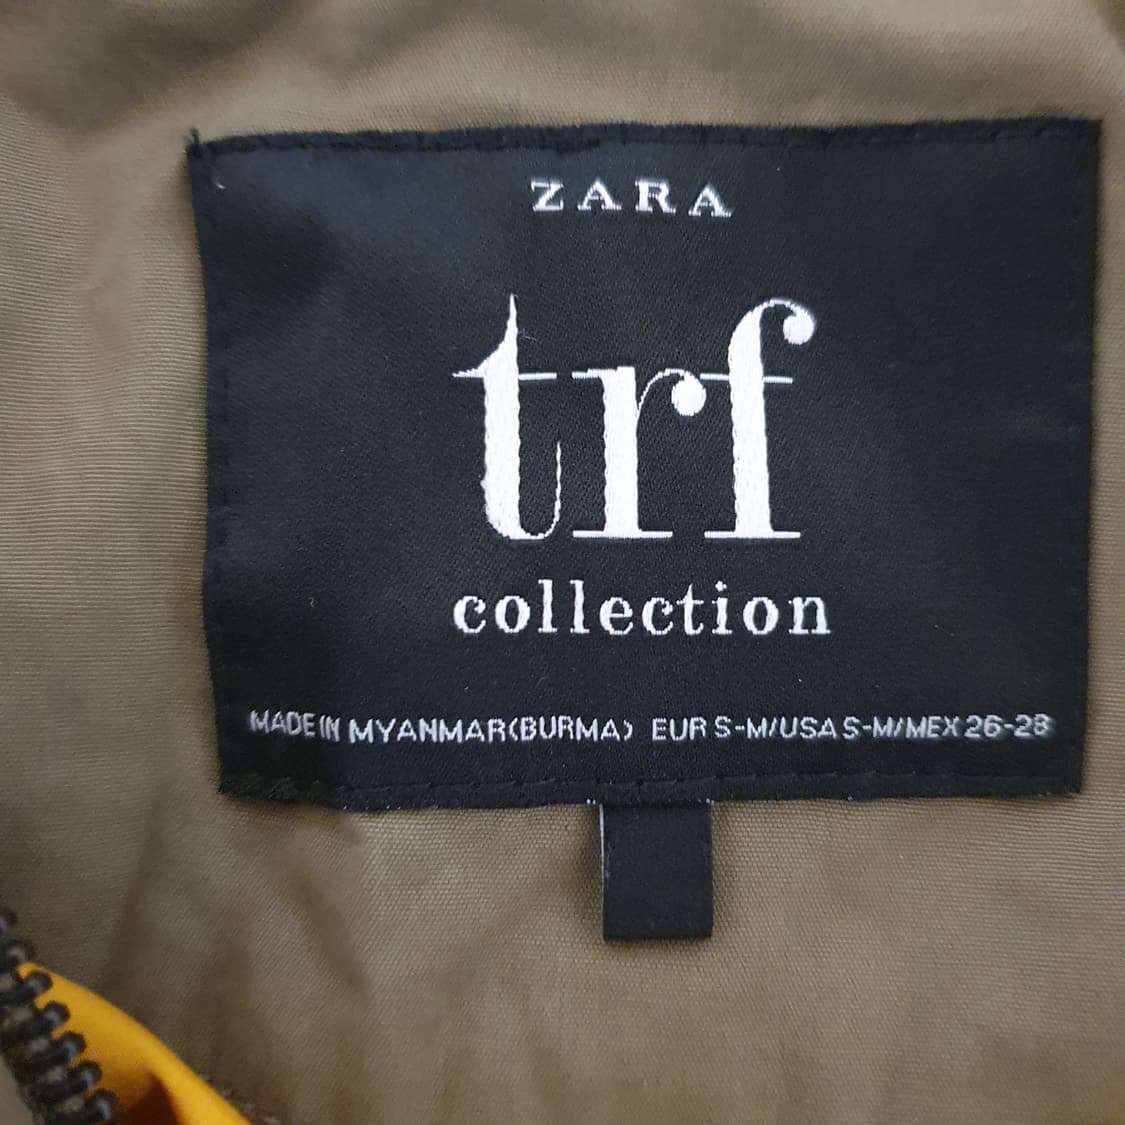 ZARA
trf
collection
MADE IN MYANMAR(BURMA) EUR S-M/USA S-M/MEX 26-28